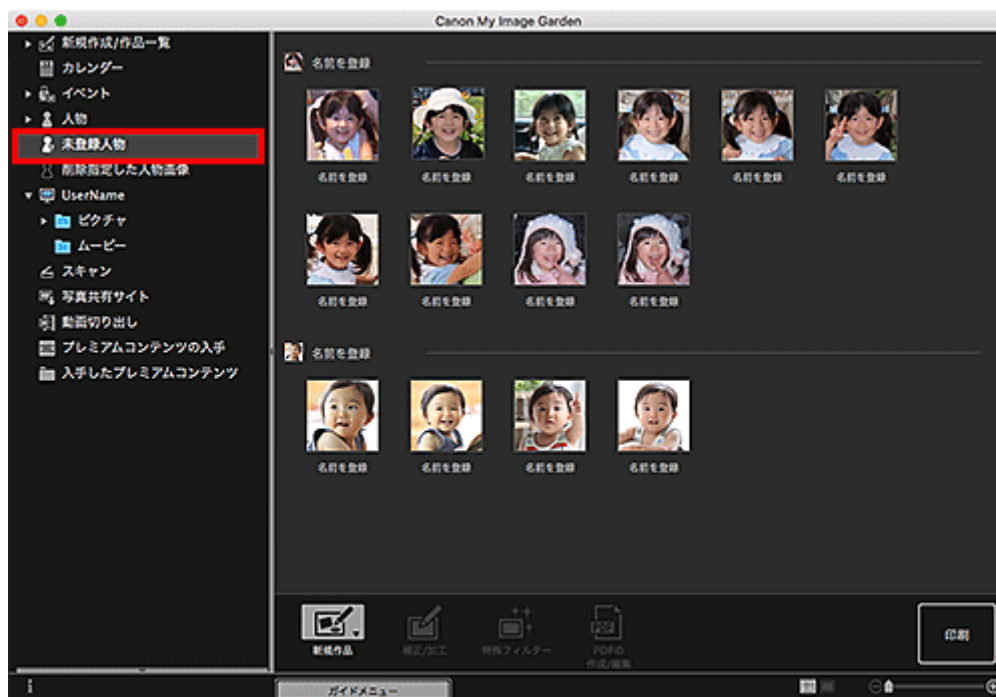 Canon My Image Garden
新規作成/作品一覧
カレンダー
イベント
人物
未登録人物
削除指定した人物画像
UserName
ピクチャ
ムービー
スキャン
写真共有サイト
動画切り出し
プレミアムコンテンツの入手
入手したプレミアムコンテンツ
名前を登録
名前を登録 名前を登録 名前を登録 名前を登録 名前を登録 名前を登録
名前を登録 名前を登録 名前を登録 名前を登録
名前を登録
名前を登録 名前を登録 名前を登録 名前を登録
新規作品 補正/加工 特殊フィルター PDFの
作成/編集
印刷
ガイドメニュー